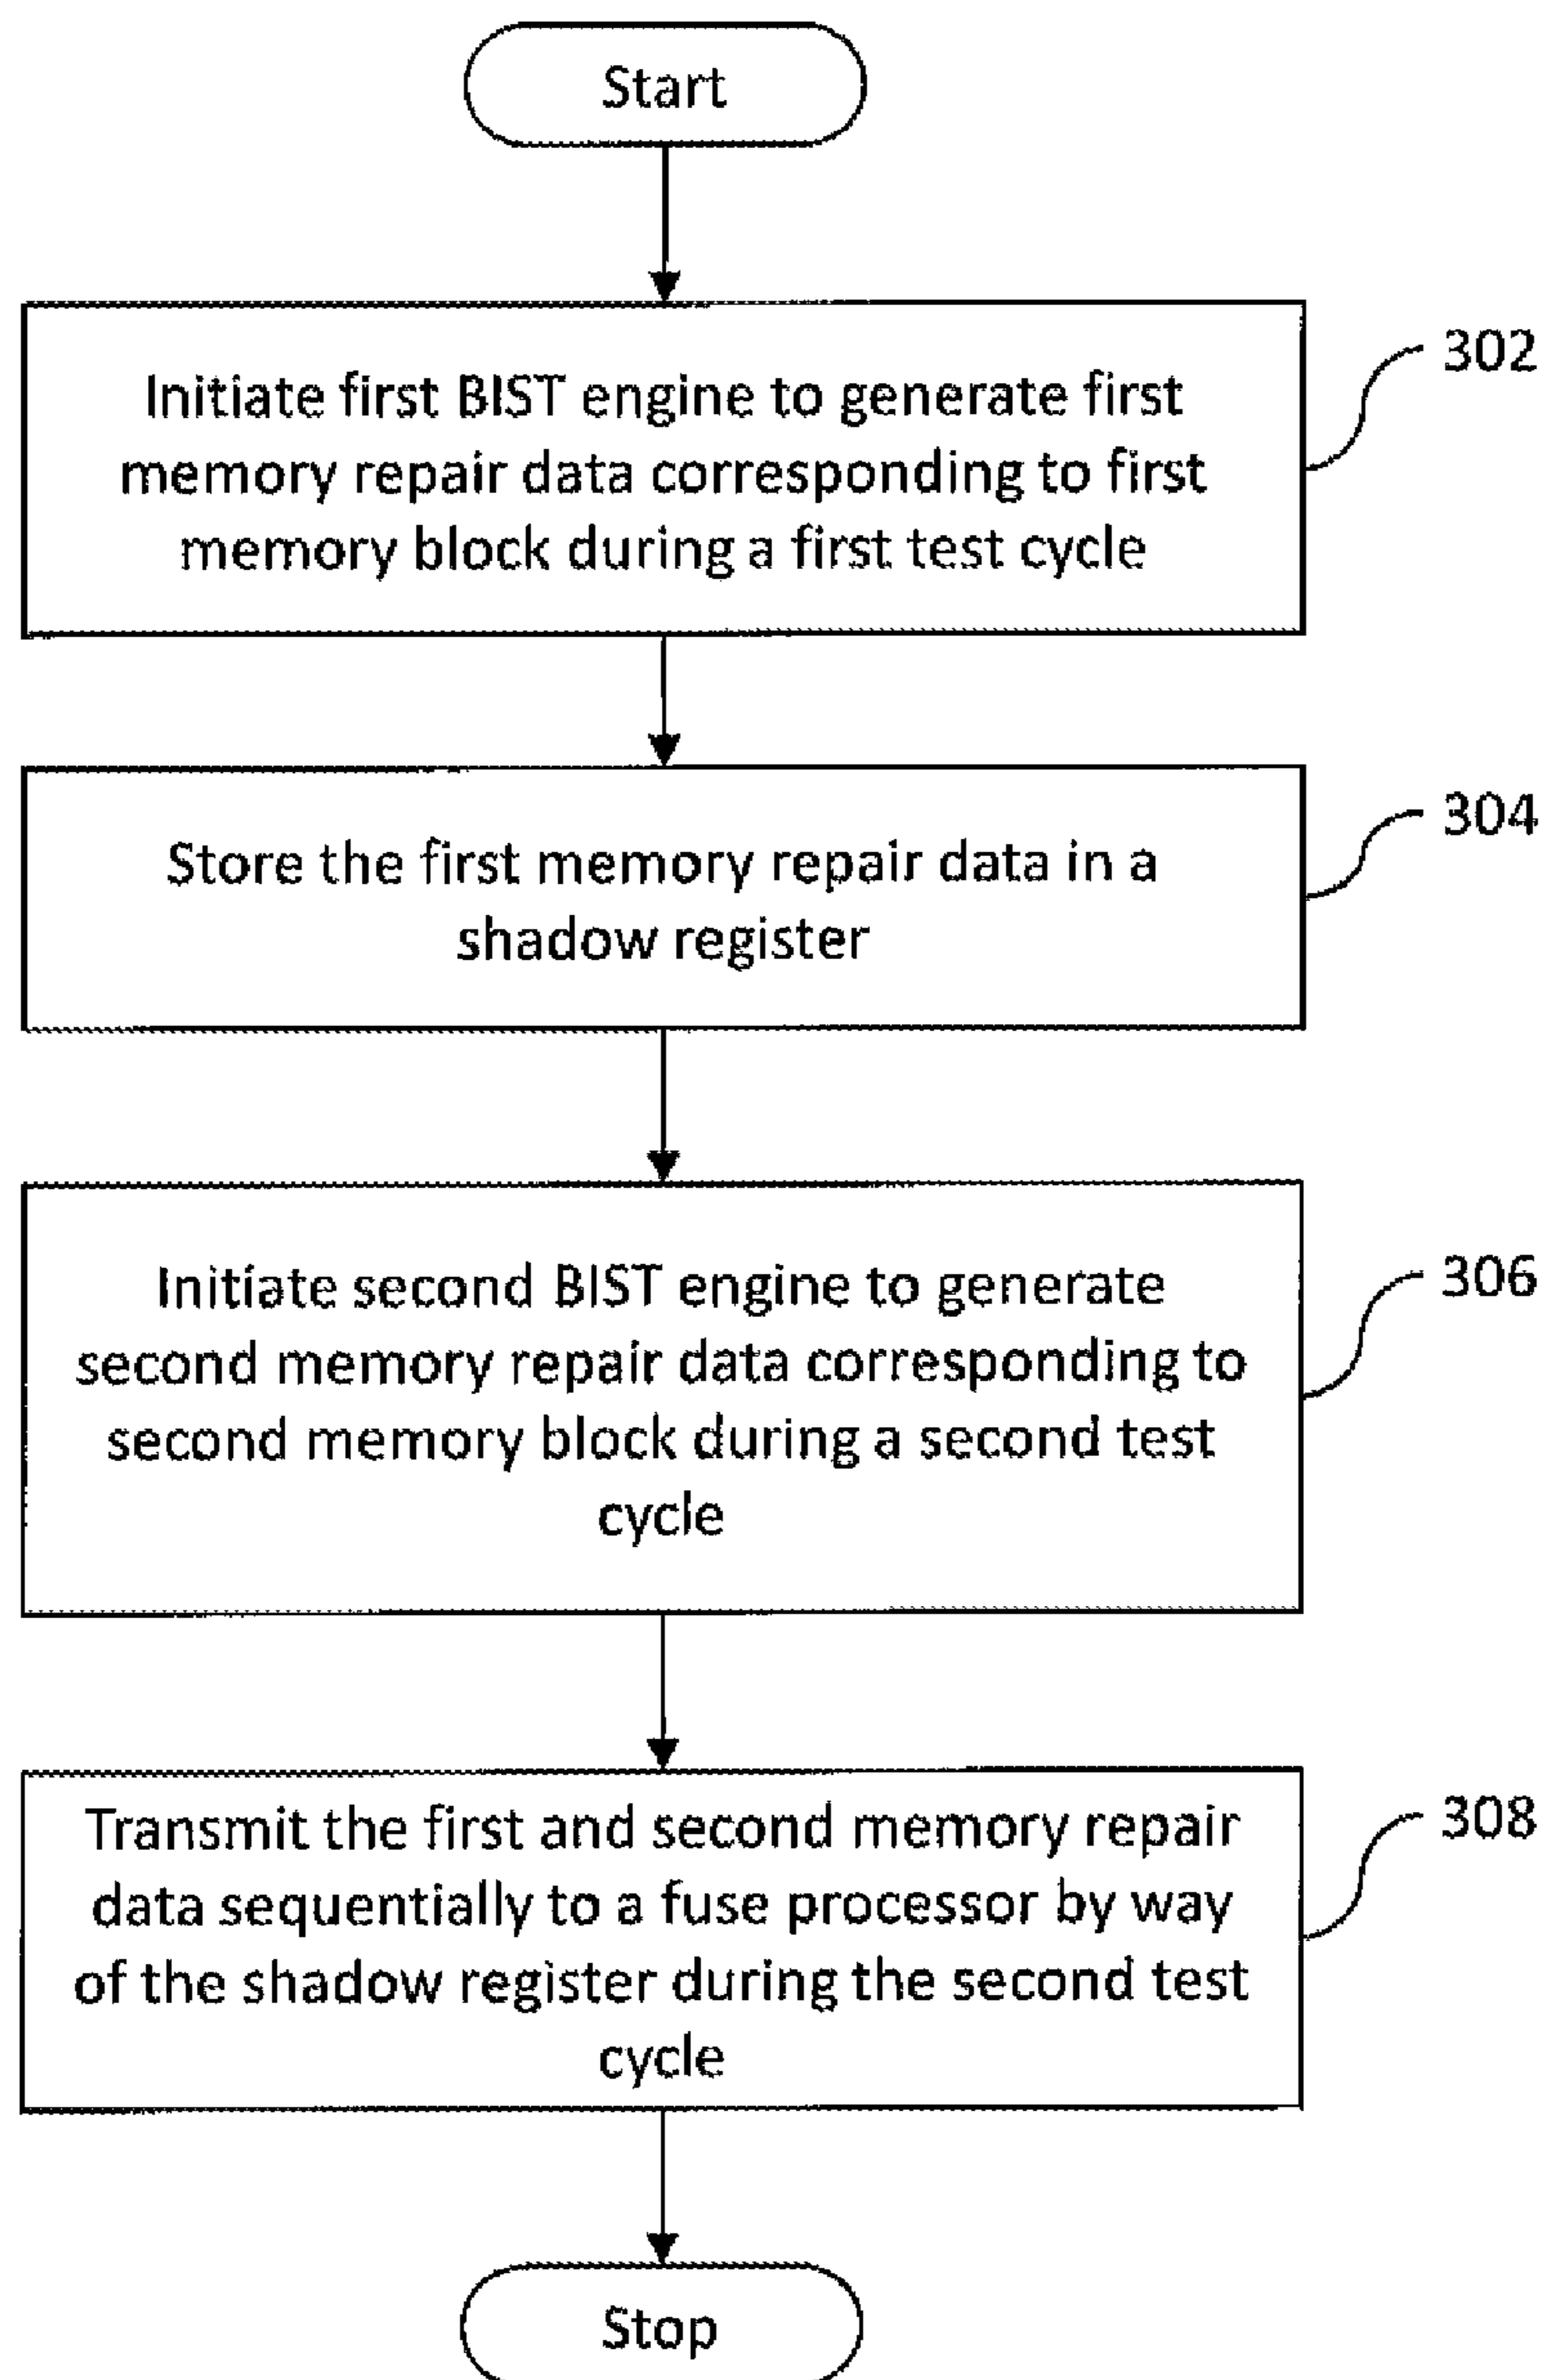 Start
Initiate first BIST engine to generate first
memory repair data corresponding to first
memory block during a first test cycle
302
Store the first memory repair data in a
shadow register
304
Initiate second BIST engine to generate
second memory repair data corresponding to
second memory block during a second test
cycle
306
Transmit the first and second memory repair
data sequentially to a fuse processor by way
of the shadow register during the second test
cycle
308
Stop